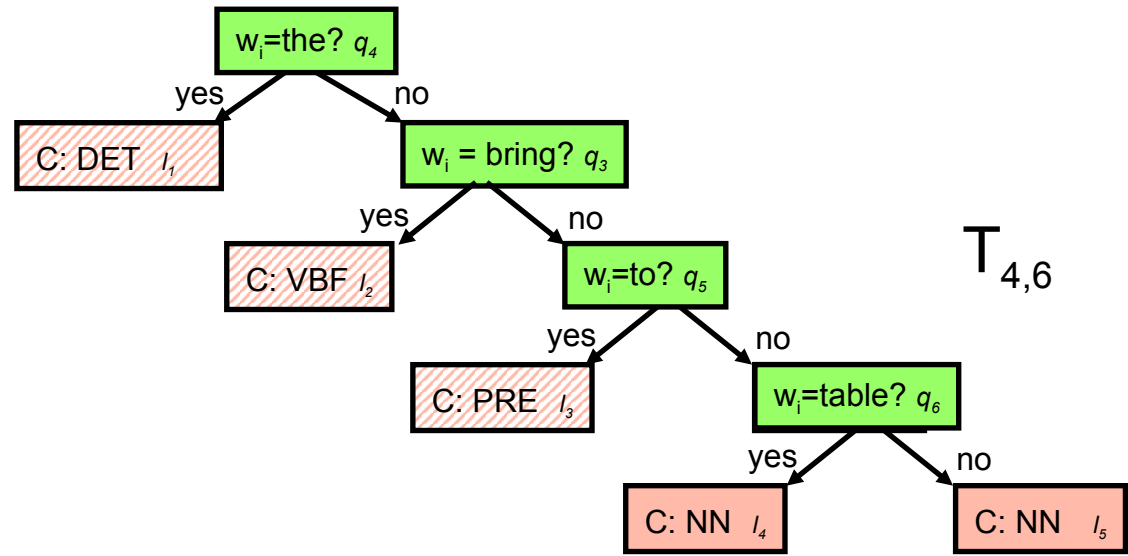 wᵢ=the? q₄
yes
no
C: DET l₁
wᵢ = bring? q₃
yes
no
C: VBF l₂
wᵢ=to? q₅
T₄,₆
yes
no
C: PRE l₃
wᵢ=table? q₆
yes
no
C: NN l₄
C: NN l₅